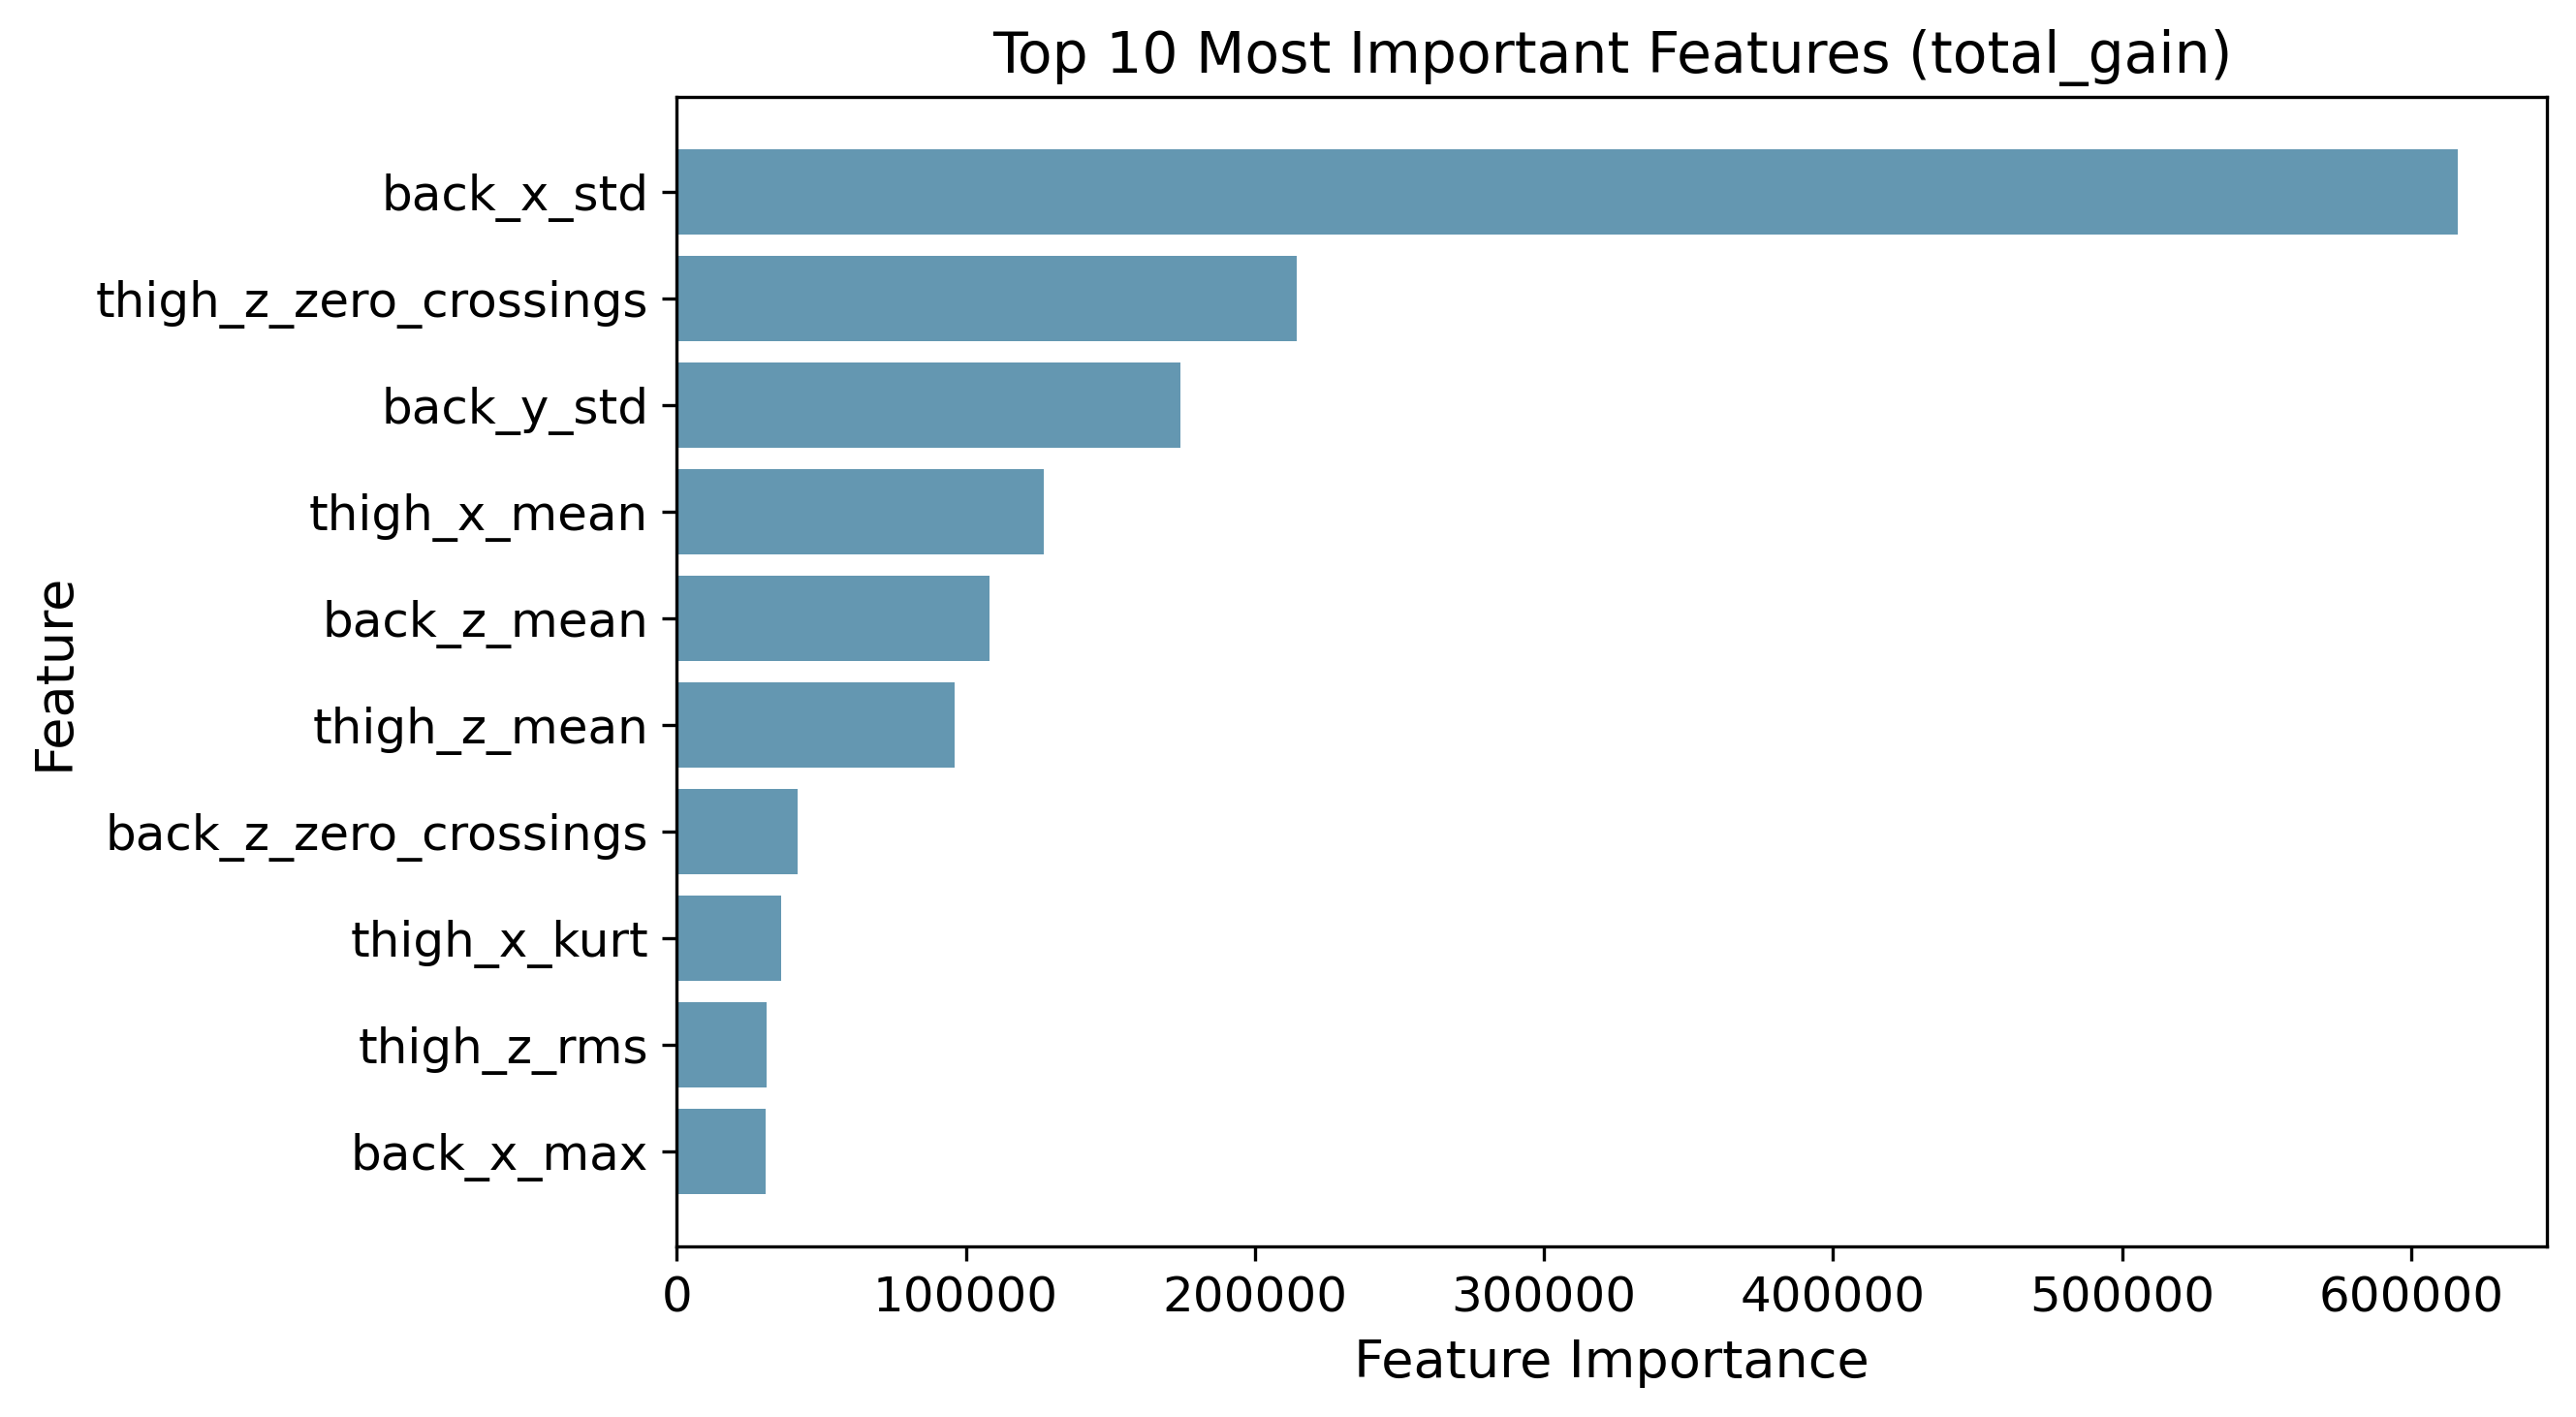 Top 10 Most Important Features (total_gain)
Feature
back_x_std
thigh_z_zero_crossings
back_y_std
thigh_x_mean
back_z_mean
thigh_z_mean
back_z_zero_crossings
thigh_x_kurt
thigh_z_rms
back_x_max
0 100000 200000 300000 400000 500000 600000
Feature Importance